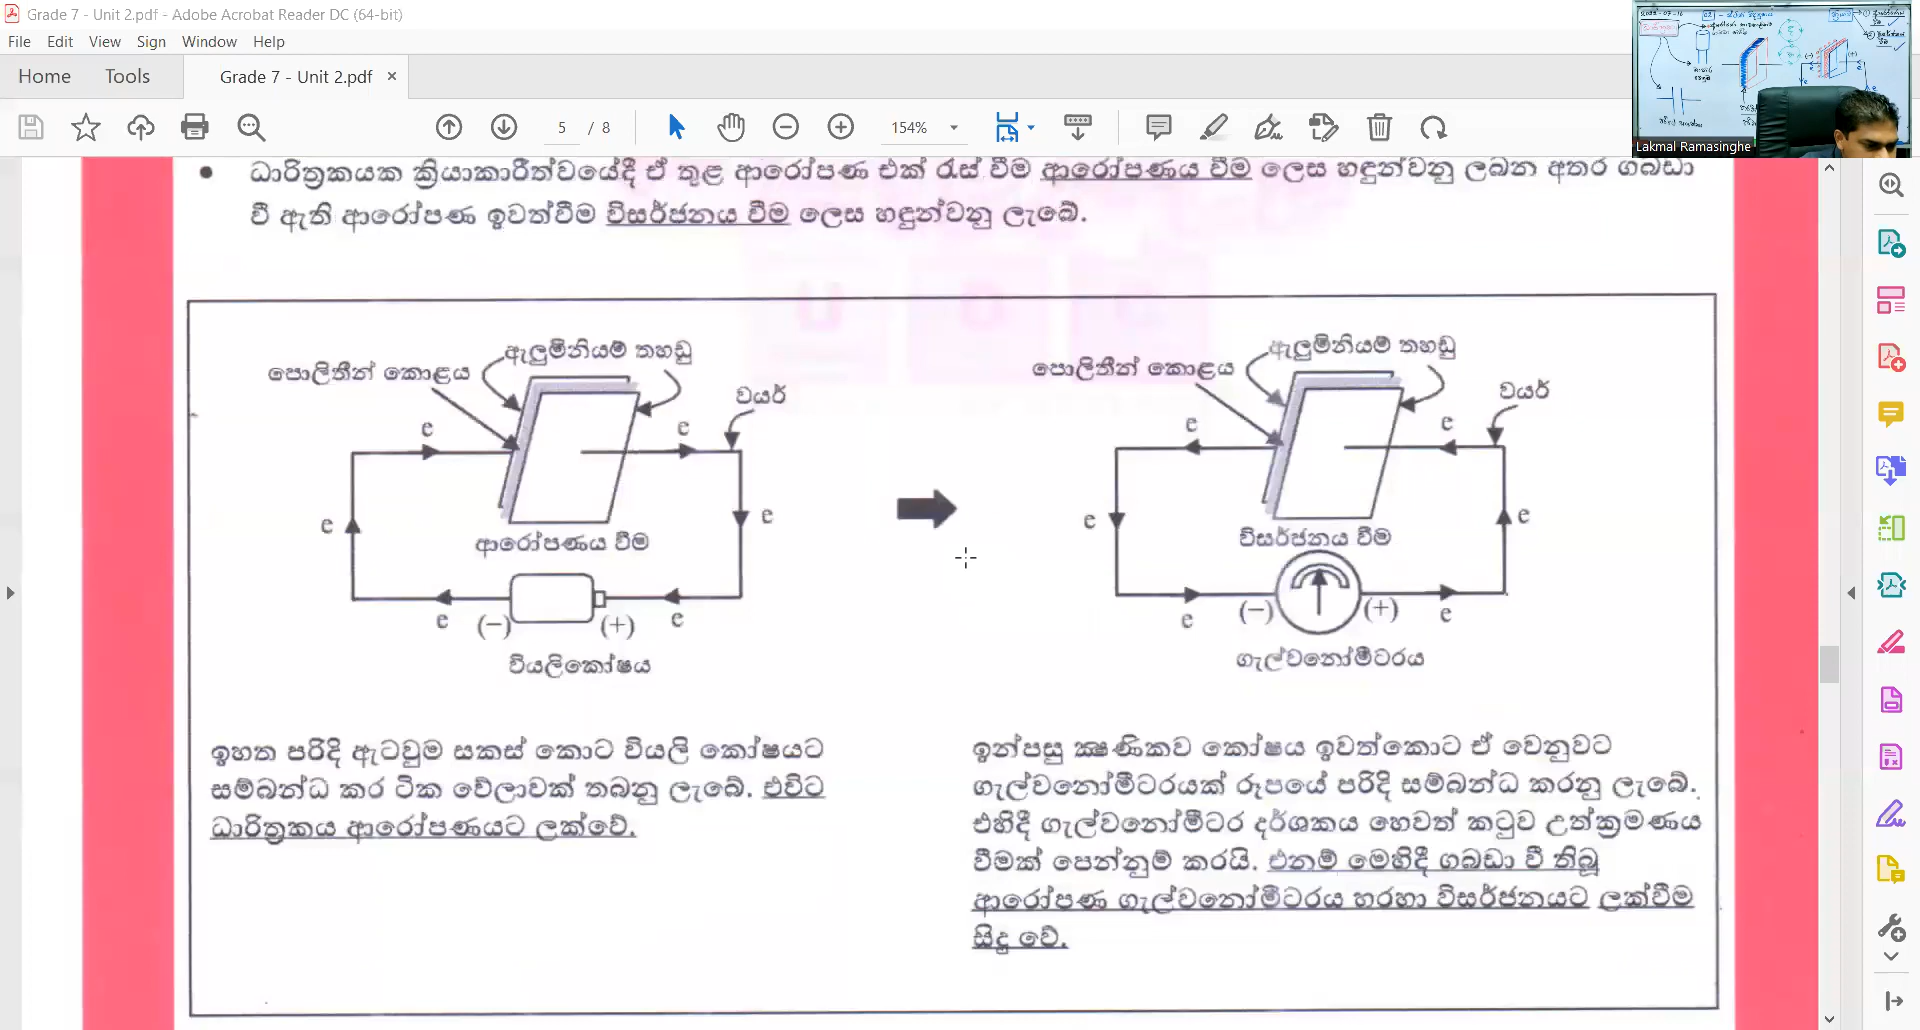 Grade 7 - Unit 2.pdf - Adobe Acrobat Reader DC (64-bit)
File Edit View Sign Window Help
Home Tools Grade 7 - Unit 2.pdf ×
5 / 8 154%
Lakmal Ramasinghe
• ධාරිත්‍රකයක ක්‍රියාකාරීත්වයේදී ඒ තුළ ආරෝපණ එක් රැස් වීම ආරෝපණය වීම ලෙස හඳුන්වනු ලබන අතර ගබඩා
වී ඇති ආරෝපණ ඉවත්වීම විසර්ජනය වීම ලෙස හඳුන්වනු ලැබේ.
U D E
ඇලුමිනියම් තහඩු
පොලිතීන් කොළය
වයර්
e e
e e
ආරෝපණය වීම
e (−) (+) e
වියලිකෝෂය
ඇලුමිනියම් තහඩු
පොලිතීන් කොළය
වයර්
e e
e e
විසර්ජනය වීම
e (−) (+) e
ගැල්වනෝමීටරය
ඉහත පරිදි ඇටවුම සකස් කොට වියලි කෝෂයට
සම්බන්ධ කර ටික වේලාවක් තබනු ලැබේ. එවිට
ධාරිත්‍රකය ආරෝපණයට ලක්වේ.
ඉන්පසු ක්‍ෂණිකව කෝෂය ඉවත්කොට ඒ වෙනුවට
ගැල්වනෝමීටරයක් රූපයේ පරිදි සම්බන්ධ කරනු ලැබේ.
එහිදී ගැල්වනෝමීටර දර්ශකය හෙවත් කටුව උත්ක්‍රමණය
වීමක් පෙන්නුම් කරයි. එනම් මෙහිදී ගබඩා වී තිබූ
ආරෝපණ ගැල්වනෝමීටරය හරහා විසර්ජනයට ලක්වීම
සිදු වේ.